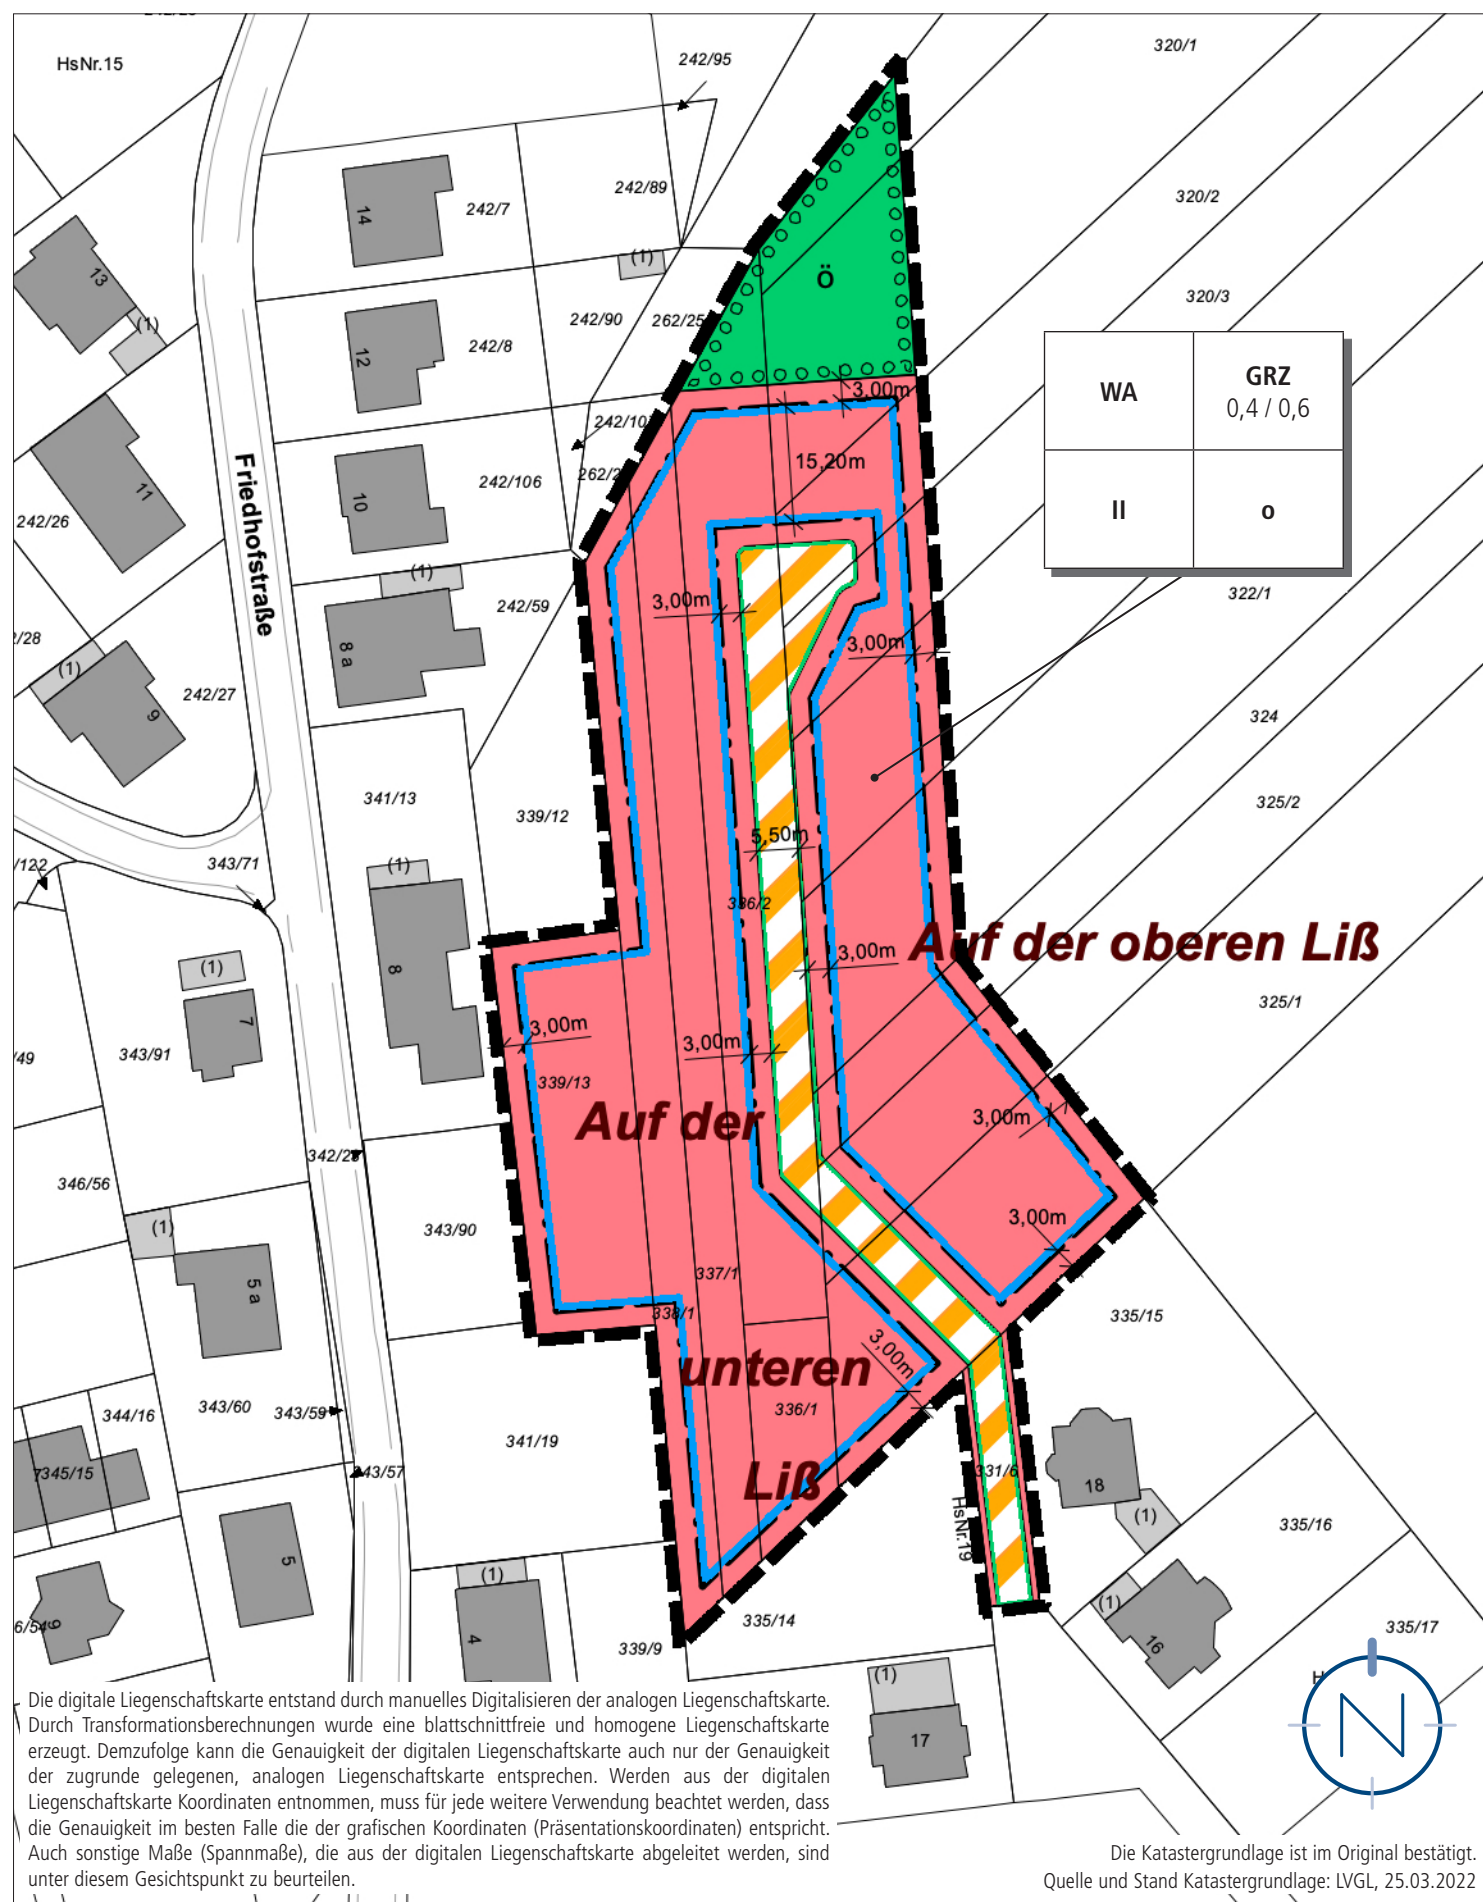 HsNr.15
242/95
320/1
14
242/7
242/89
320/2
13
(1)
(1)
Ö
12
242/8
242/90
262/25
320/3
WA
GRZ
0,4 / 0,6
II
o
3,00m
242/10
15,20m
11
10
242/106
262/2
242/26
Friedhofstraße
(1)
242/59
3,00m
322/1
(1)
8 a
3,00m
9
242/27
324
341/13
339/12
325/2
5,50m
343/71
(1)
336/2
Auf der oberen Liß
3,00m
(1)
8
7
325/1
3,00m
3,00m
343/91
339/13
Auf der
3,00m
342/28
346/56
(1)
343/90
3,00m
337/1
5 a
338/1
335/15
3,00m
unteren
343/60
343/59
344/16
336/1
341/19
345/15
343/57
Liß
331/6
18
HsNr.19
(1)
335/16
5
(1)
(1)
335/14
335/17
4
339/9
16
(1)
17
N
Die digitale Liegenschaftskarte entstand durch manuelles Digitalisieren der analogen Liegenschaftskarte.
Durch Transformationsberechnungen wurde eine blattschnittfreie und homogene Liegenschaftskarte
erzeugt. Demzufolge kann die Genauigkeit der digitalen Liegenschaftskarte auch nur der Genauigkeit
der zugrunde gelegenen, analogen Liegenschaftskarte entsprechen. Werden aus der digitalen
Liegenschaftskarte Koordinaten entnommen, muss für jede weitere Verwendung beachtet werden, dass
die Genauigkeit im besten Falle die der grafischen Koordinaten (Präsentationskoordinaten) entspricht.
Auch sonstige Maße (Spannmaße), die aus der digitalen Liegenschaftskarte abgeleitet werden, sind
unter diesem Gesichtspunkt zu beurteilen.
Die Katastergrundlage ist im Original bestätigt.
Quelle und Stand Katastergrundlage: LVGL, 25.03.2022